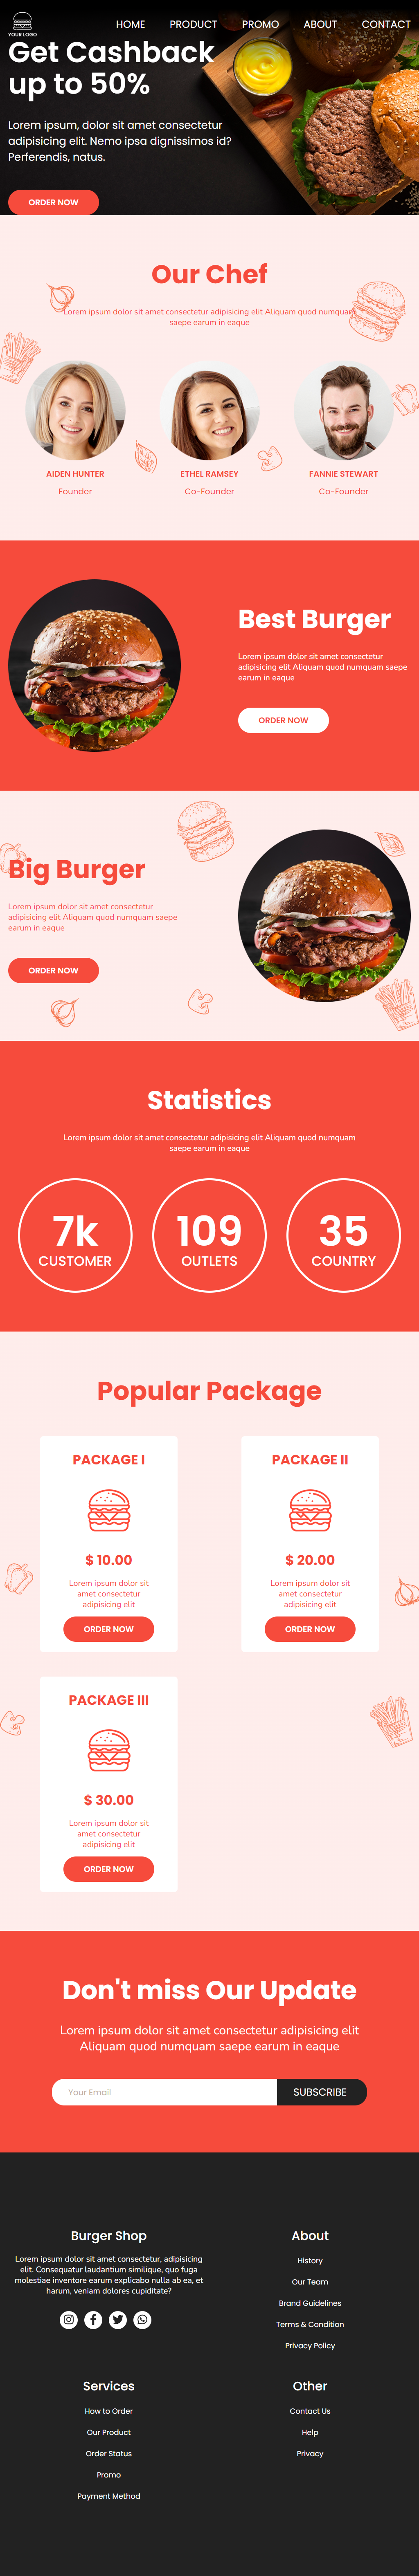 YOUR LOGO
HOME PRODUCT PROMO ABOUT CONTACT
Get Cashback
up to 50%
Lorem ipsum, dolor sit amet consectetur
adipisicing elit. Nemo ipsa dignissimos id?
Perferendis, natus.
ORDER NOW
Our Chef
Lorem ipsum dolor sit amet consectetur adipisicing elit Aliquam quod numquam
saepe earum in eaque
AIDEN HUNTER
Founder
ETHEL RAMSEY
Co-Founder
FANNIE STEWART
Co-Founder
Best Burger
Lorem ipsum dolor sit amet consectetur
adipisicing elit Aliquam quod numquam saepe
earum in eaque
ORDER NOW
Big Burger
Lorem ipsum dolor sit amet consectetur
adipisicing elit Aliquam quod numquam saepe
earum in eaque
ORDER NOW
Statistics
Lorem ipsum dolor sit amet consectetur adipisicing elit Aliquam quod numquam
saepe earum in eaque
7k
CUSTOMER
109
OUTLETS
35
COUNTRY
Popular Package
PACKAGE I
$ 10.00
Lorem ipsum dolor sit
amet consectetur
adipisicing elit
ORDER NOW
PACKAGE II
$ 20.00
Lorem ipsum dolor sit
amet consectetur
adipisicing elit
ORDER NOW
PACKAGE III
$ 30.00
Lorem ipsum dolor sit
amet consectetur
adipisicing elit
ORDER NOW
Don't miss Our Update
Lorem ipsum dolor sit amet consectetur adipisicing elit
Aliquam quod numquam saepe earum in eaque
Your Email
SUBSCRIBE
Burger Shop
Lorem ipsum dolor sit amet consectetur, adipisicing
elit. Consequatur laudantium similique, quo fuga
molestiae inventore earum explicabo nulla ab ea, et
harum, veniam dolores cupiditate?
About
History
Our Team
Brand Guidelines
Terms & Condition
Privacy Policy
Services
How to Order
Our Product
Order Status
Promo
Payment Method
Other
Contact Us
Help
Privacy